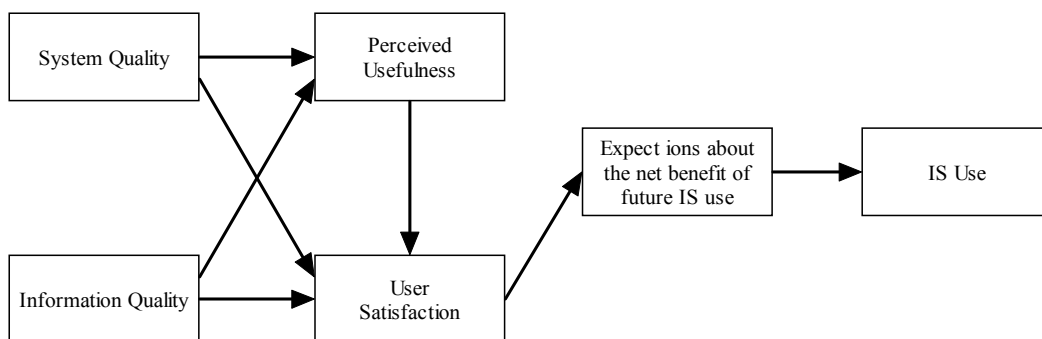 System Quality
Perceived
Usefulness
Expect ions about
the net benefit of
future IS use
IS Use
Information Quality
User
Satisfaction